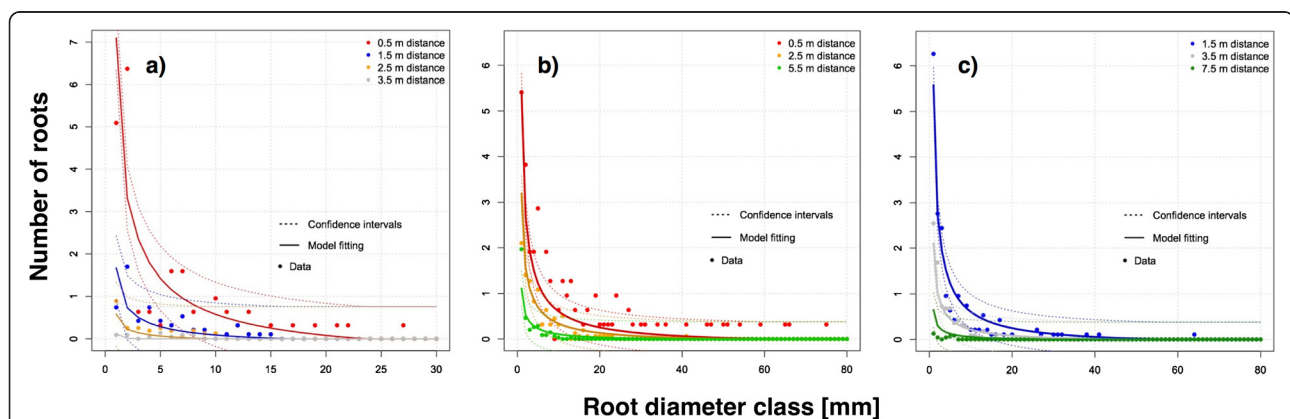 Number of roots
a)
0.5 m distance
1.5 m distance
2.5 m distance
3.5 m distance
Confidence intervals
Model fitting
Data
7
6
5
4
3
2
1
0
0 5 10 15 20 25 30
b)
0.5 m distance
2.5 m distance
5.5 m distance
Confidence intervals
Model fitting
Data
6
5
4
3
2
1
0
0 20 40 60 80
c)
1.5 m distance
3.5 m distance
7.5 m distance
Confidence intervals
Model fitting
Data
6
5
4
3
2
1
0
0 20 40 60 80
Root diameter class [mm]